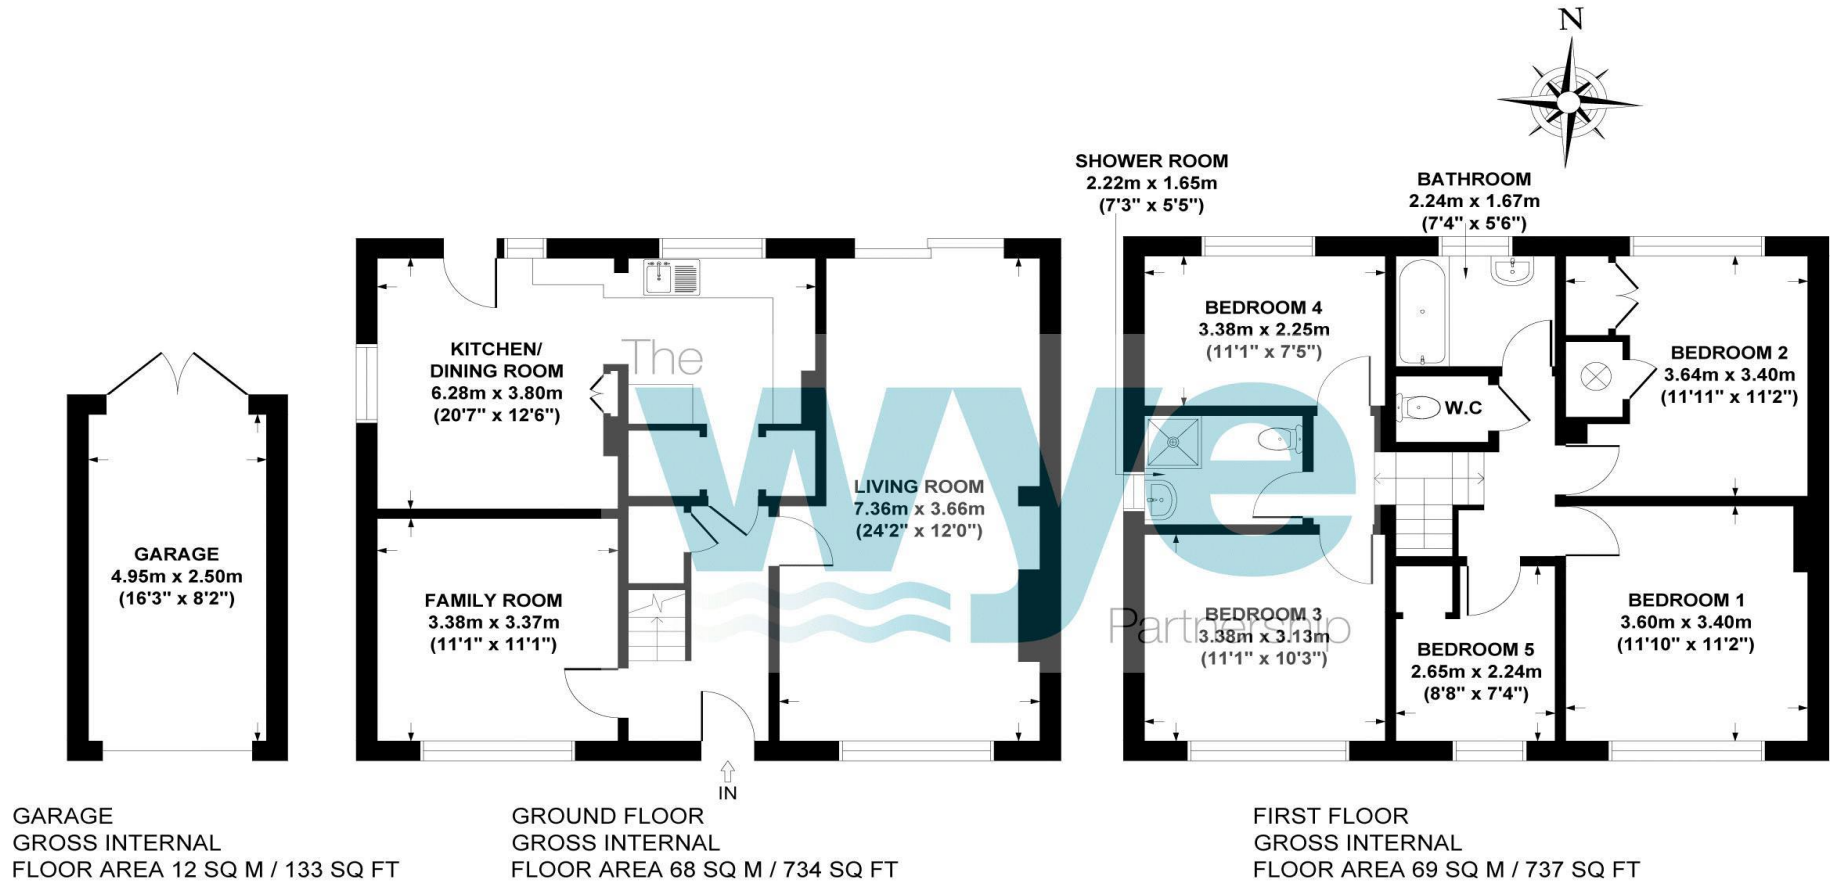 N
SHOWER ROOM
2.22m x 1.65m
(7'3" x 5'5")
BATHROOM
2.24m x 1.67m
(7'4" x 5'6")
KITCHEN/
DINING ROOM
6.28m x 3.80m
(20'7" x 12'6")
The
wye
Partnership
LIVING ROOM
7.36m x 3.66m
(24'2" x 12'0")
BEDROOM 4
3.38m x 2.25m
(11'1" x 7'5")
W.C
BEDROOM 2
3.64m x 3.40m
(11'11" x 11'2")
GARAGE
4.95m x 2.50m
(16'3" x 8'2")
FAMILY ROOM
3.38m x 3.37m
(11'1" x 11'1")
BEDROOM 3
3.38m x 3.13m
(11'1" x 10'3")
BEDROOM 5
2.65m x 2.24m
(8'8" x 7'4")
BEDROOM 1
3.60m x 3.40m
(11'10" x 11'2")
IN
GARAGE
GROSS INTERNAL
FLOOR AREA 12 SQ M / 133 SQ FT
GROUND FLOOR
GROSS INTERNAL
FLOOR AREA 68 SQ M / 734 SQ FT
FIRST FLOOR
GROSS INTERNAL
FLOOR AREA 69 SQ M / 737 SQ FT